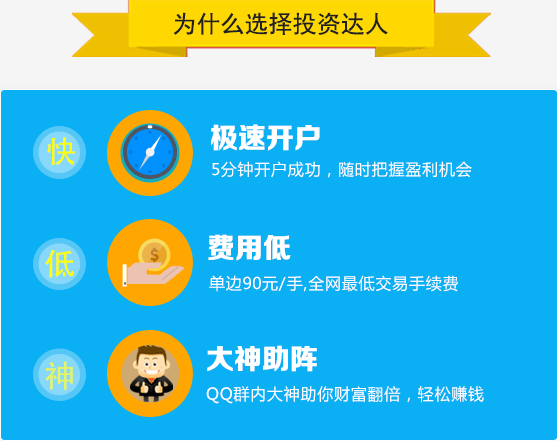 为什么选择投资达人
快
极速开户
5分钟开户成功，随时把握盈利机会
低
费用低
单边90元/手,全网最低交易手续费
神
大神助阵
QQ群内大神助你财富翻倍，轻松赚钱